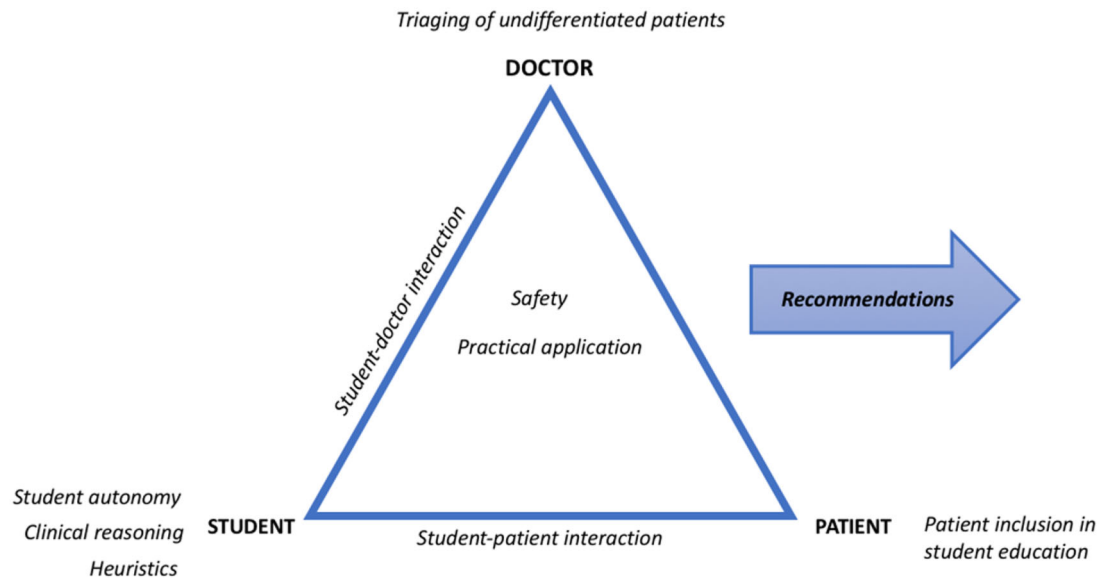 Triaging of undifferentiated patients
DOCTOR
Student-doctor interaction
Safety
Practical application
Recommendations
Student autonomy
Clinical reasoning
Heuristics
STUDENT
Student-patient interaction
PATIENT
Patient inclusion in
student education